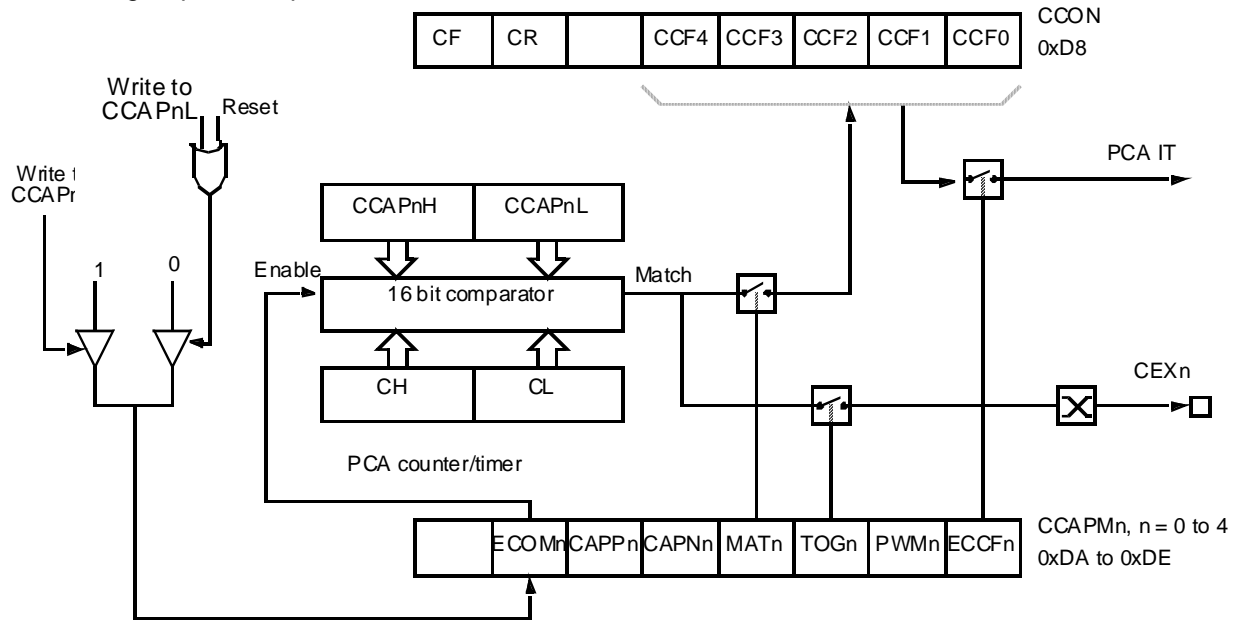 CF CR CCF4 CCF3 CCF2 CCF1 CCF0
CCON
0xD8
Write to
CCAPnL
Reset
PCA IT
Write
CCAPnH CCAPnL
1 0
Enable
16 bit comparator
Match
CH CL
CEXn
PCA counter/timer
ECOMn CAPPn CAPNn MATn TOGn PWMn ECCFn
CCAPMn, n = 0 to 4
0xDA to 0xDE